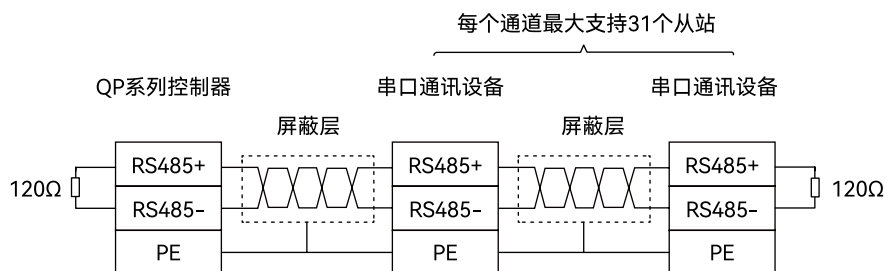 每个通道最大支持31个从站
QP系列控制器 串口通讯设备 串口通讯设备
屏蔽层 屏蔽层
RS485+ RS485+ RS485+
120Ω 120Ω
RS485- RS485- RS485-
PE PE PE